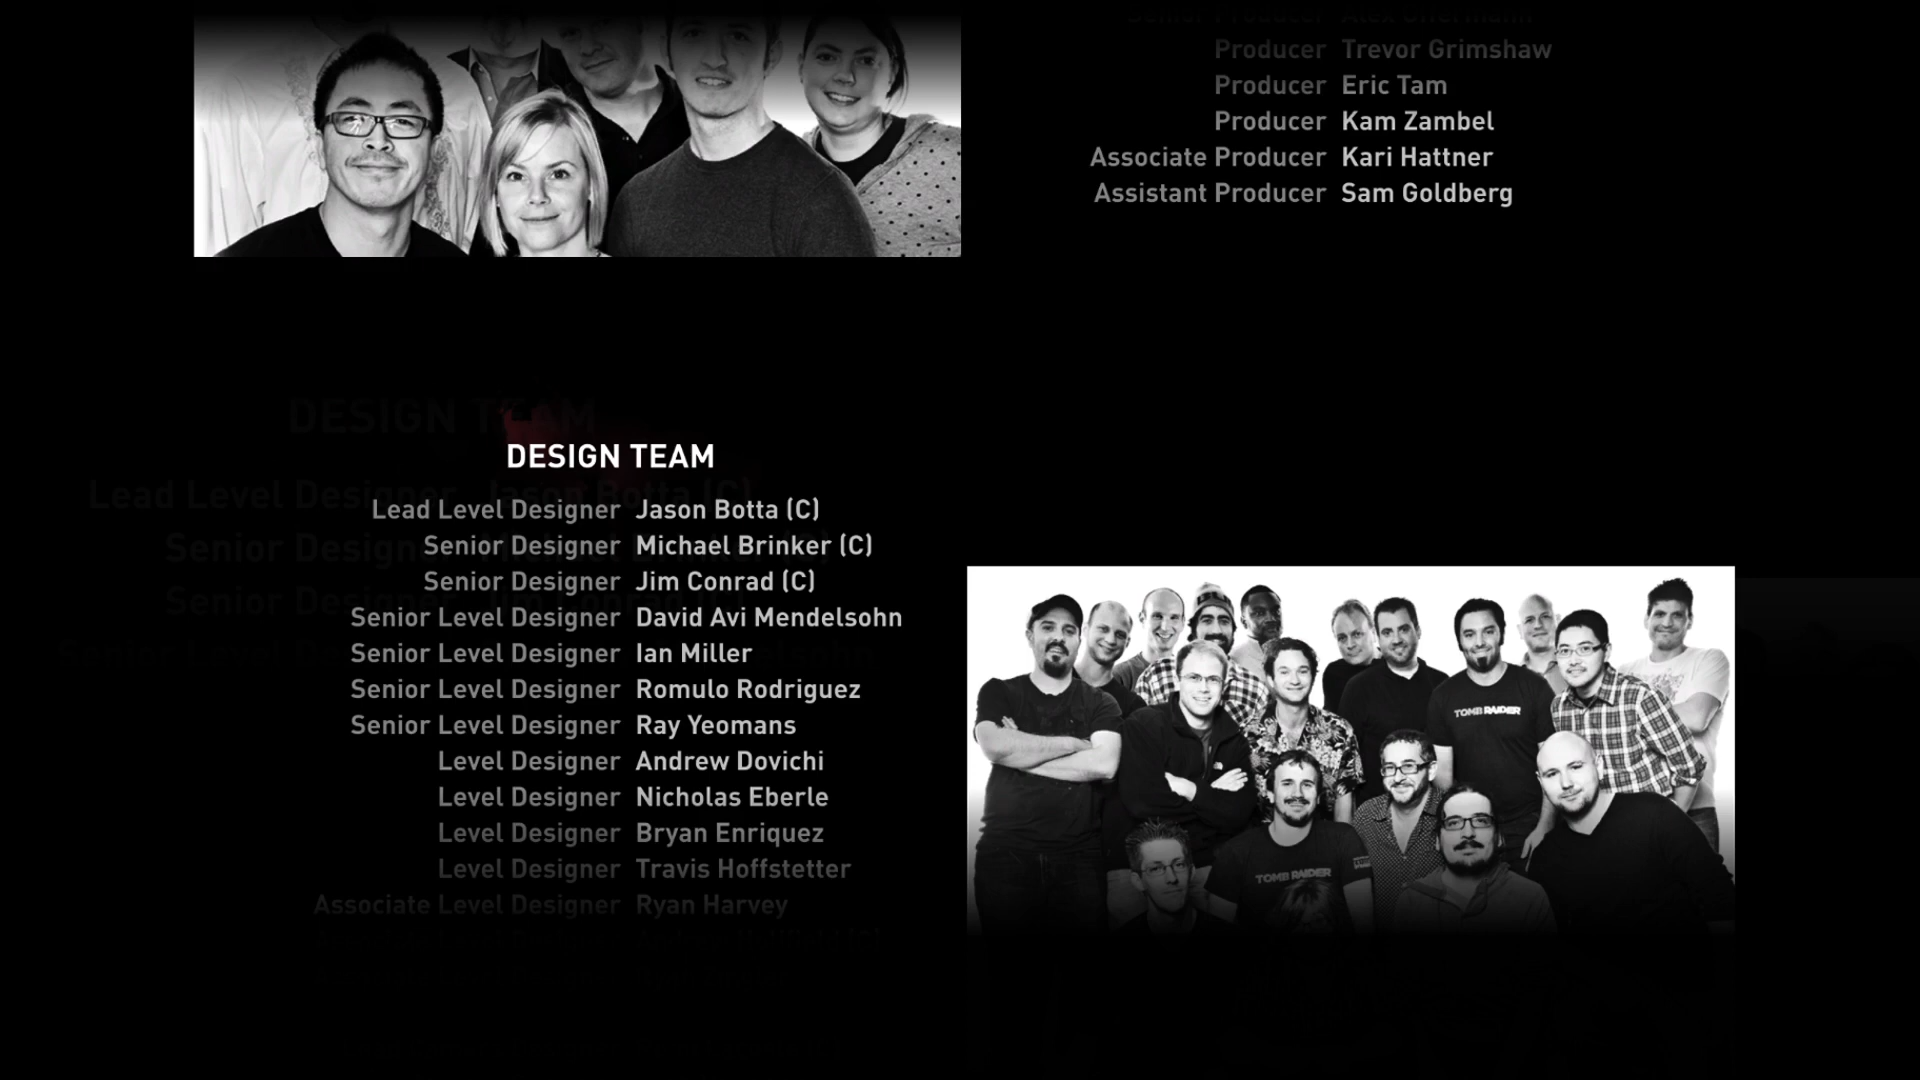 Producer Trevor Grimshaw
Producer Eric Tam
Producer Kam Zambel
Associate Producer Kari Hattner
Assistant Producer Sam Goldberg
DESIGN TEAM
Lead Level Designer Jason Botta (C)
Senior Designer Michael Brinker (C)
Senior Designer Jim Conrad (C)
Senior Level Designer David Avi Mendelsohn
Senior Level Designer Ian Miller
Senior Level Designer Romulo Rodriguez
Senior Level Designer Ray Yeomans
Level Designer Andrew Dovichi
Level Designer Nicholas Eberle
Level Designer Bryan Enriquez
Level Designer Travis Hoffstetter
Associate Level Designer Ryan Harvey
TOMB RAIDER
TOMB RAIDER